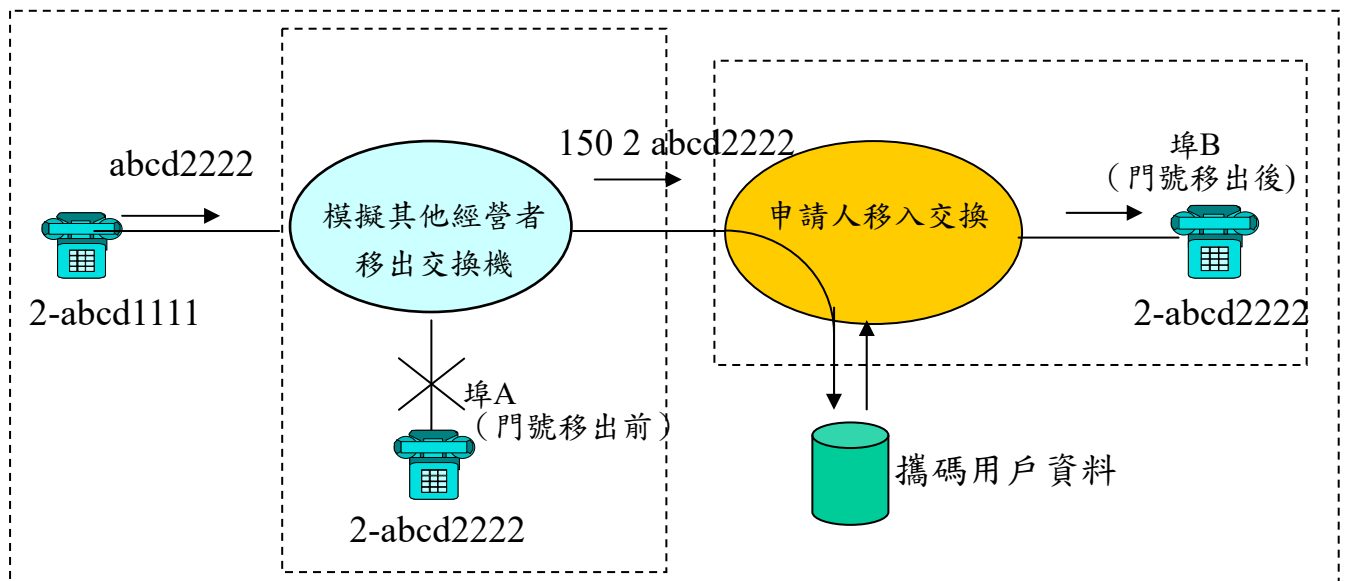 abcd2222
2-abcd1111
模擬其他經營者
移出交換機
150 2 abcd2222
埠A
（門號移出前）
2-abcd2222
申請人移入交換
埠B
（門號移出後)
2-abcd2222
攜碼用戶資料